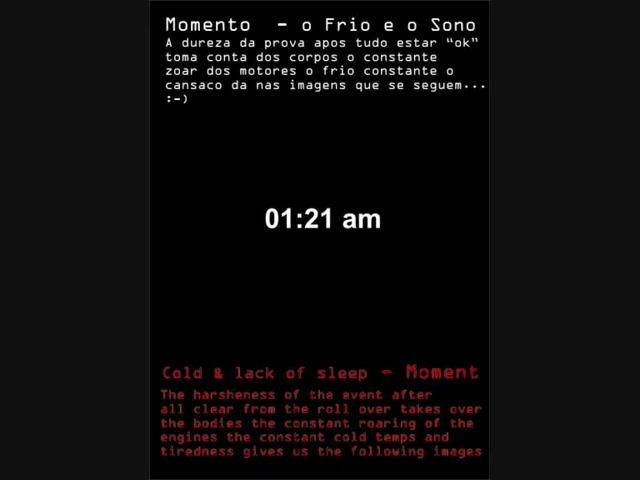 Momento - o Frio e o Sono
A dureza da prova apos tudo estar “ok”
toma conta dos corpos o constante
zoar dos motores o frio constante o
cansaco da nas imagens que se seguem...
:-)
01:21 am
Cold & lack of sleep - Moment
The harsheness of the event after
all clear from the roll over takes over
the bodies the constant roaring of the
engines the constant cold temps and
tiredness gives us the following images